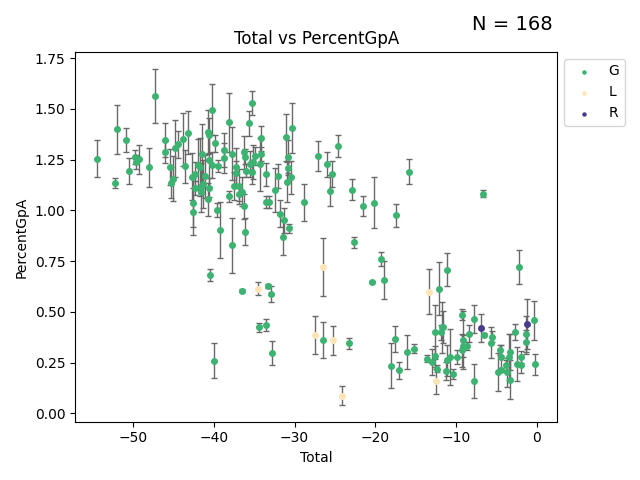 N = 168
Total vs PercentGpA
1.75
1.50
1.25
1.00
0.75
0.50
0.25
0.00
PercentGpA
−50 −40 −30 −20 −10 0
Total
G
L
R